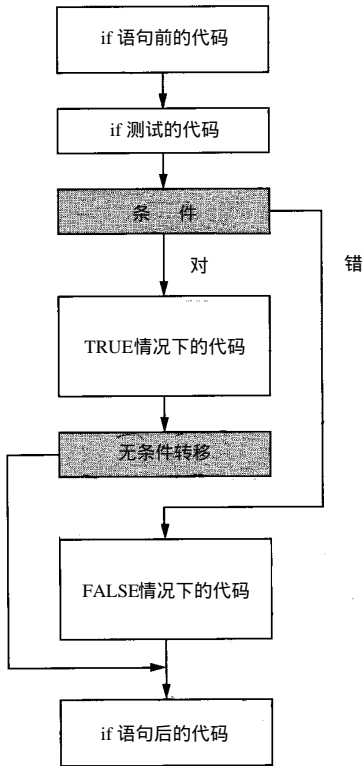 if 语句前的代码
if 测试的代码
条 件
对
错
TRUE情况下的代码
无条件转移
FALSE情况下的代码
if 语句后的代码